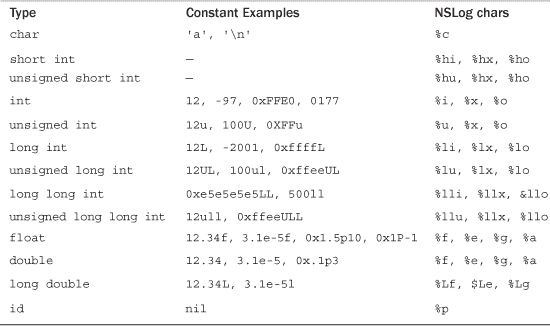 Type Constant Examples NSLog chars
char 'a', '\n' %c
short int — %hi, %hx, %ho
unsigned short int — %hu, %hx, %ho
int 12, -97, 0xFFE0, 0177 %i, %x, %o
unsigned int 12u, 100U, 0XFFu %u, %x, %o
long int 12L, -2001, 0xffffL %li, %lx, %lo
unsigned long int 12UL, 100ul, 0xffeeUL %lu, %lx, %lo
long long int 0xe5e5e5e5LL, 500ll %lli, %llx, &llo
unsigned long long int 12ull, 0xffeeULL %llu, %llx, %llo
float 12.34f, 3.1e-5f, 0x1.5p10, 0x1P-1 %f, %e, %g, %a
double 12.34, 3.1e-5, 0x.1p3 %f, %e, %g, %a
long double 12.34L, 3.1e-5l %Lf, $Le, %Lg
id nil %p